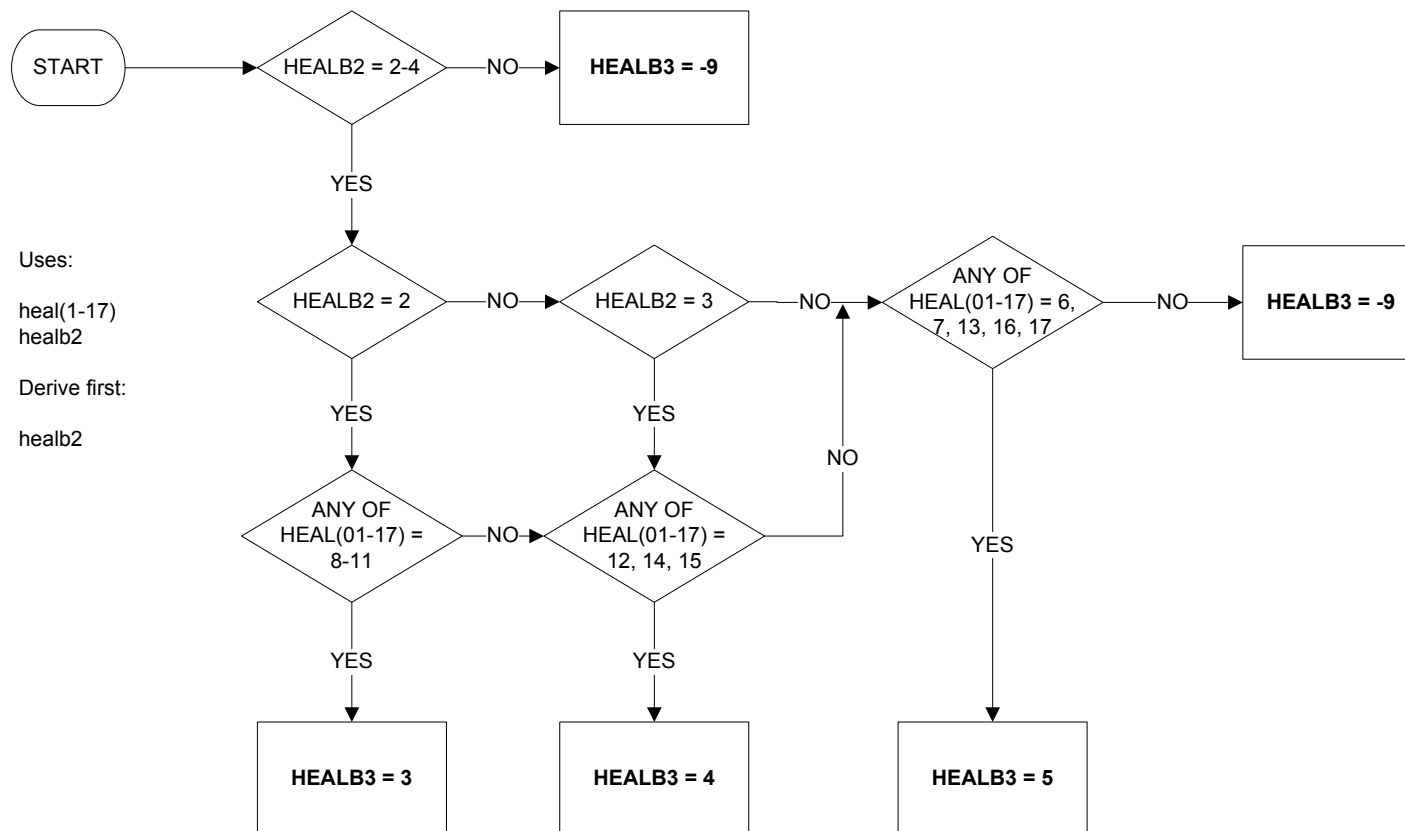 START
HEALB2 = 2-4
NO
HEALB3 = -9
YES
Uses:
heal(1-17)
healb2
Derive first:
healb2
HEALB2 = 2
NO
HEALB2 = 3
NO
ANY OF
HEAL(01-17) = 6,
7, 13, 16, 17
NO
HEALB3 = -9
YES
YES
NO
ANY OF
HEAL(01-17) =
8-11
NO
ANY OF
HEAL(01-17) =
12, 14, 15
YES
YES
YES
HEALB3 = 3
HEALB3 = 4
HEALB3 = 5